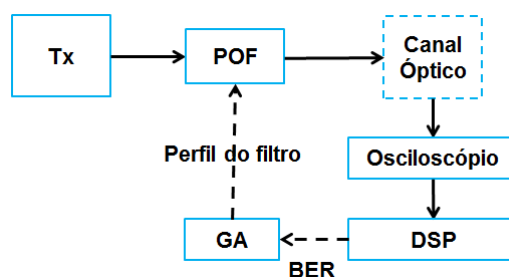 Tx
POF
Canal
Óptico
Perfil do filtro
Osciloscópio
GA
DSP
BER